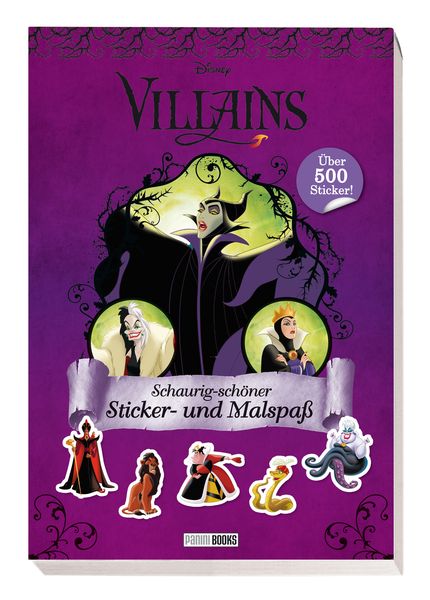 Disney
VILLAINS
Über
500
Sticker!
Schaurig-schöner
Sticker- und Malspaß
PANINI BOOKS